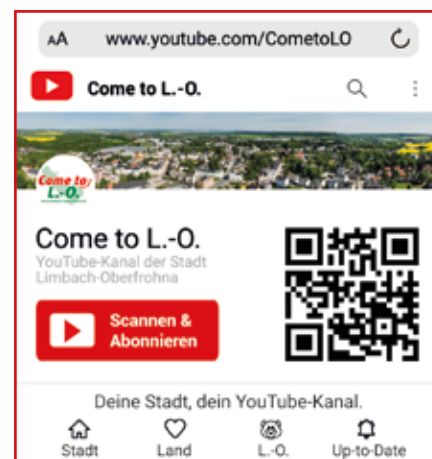 AA www.youtube.com/CometoLO
Come to L.-O.
Come to
L.-O.
Come to L.-O.
YouTube-Kanal der Stadt
Limbach-Oberfrohna
Scannen &
Abonnieren
Deine Stadt, dein YouTube-Kanal.
Stadt Land L.-O. Up-to-Date